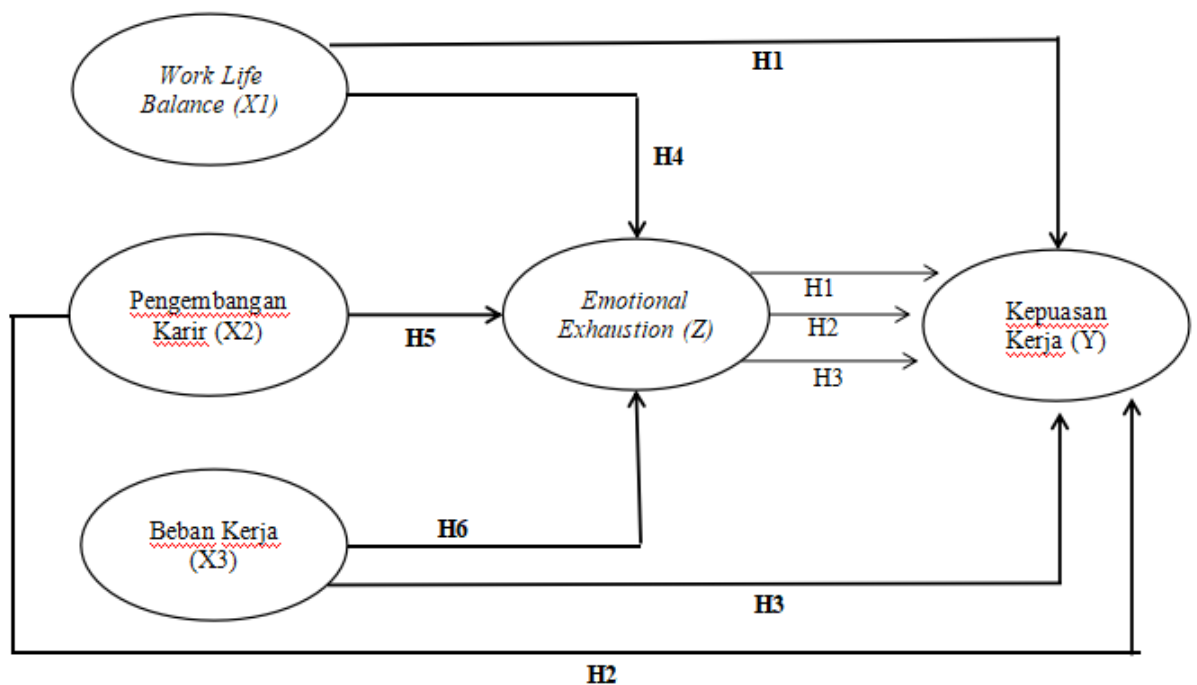 Work Life
Balance (X1)
H1
H4
Pengembangan
Karir (X2)
H5
Emotional
Exhaustion (Z)
H1
H2
H3
Kepuasan
Kerja (Y)
Beban Kerja
(X3)
H6
H3
H2